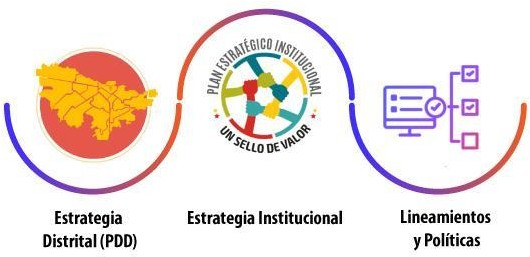 PLAN ESTRATÉGICO INSTITUCIONAL
UN SELLO DE VALOR
Estrategia
Distrital (PDD)
Estrategia Institucional
Lineamientos
y Políticas